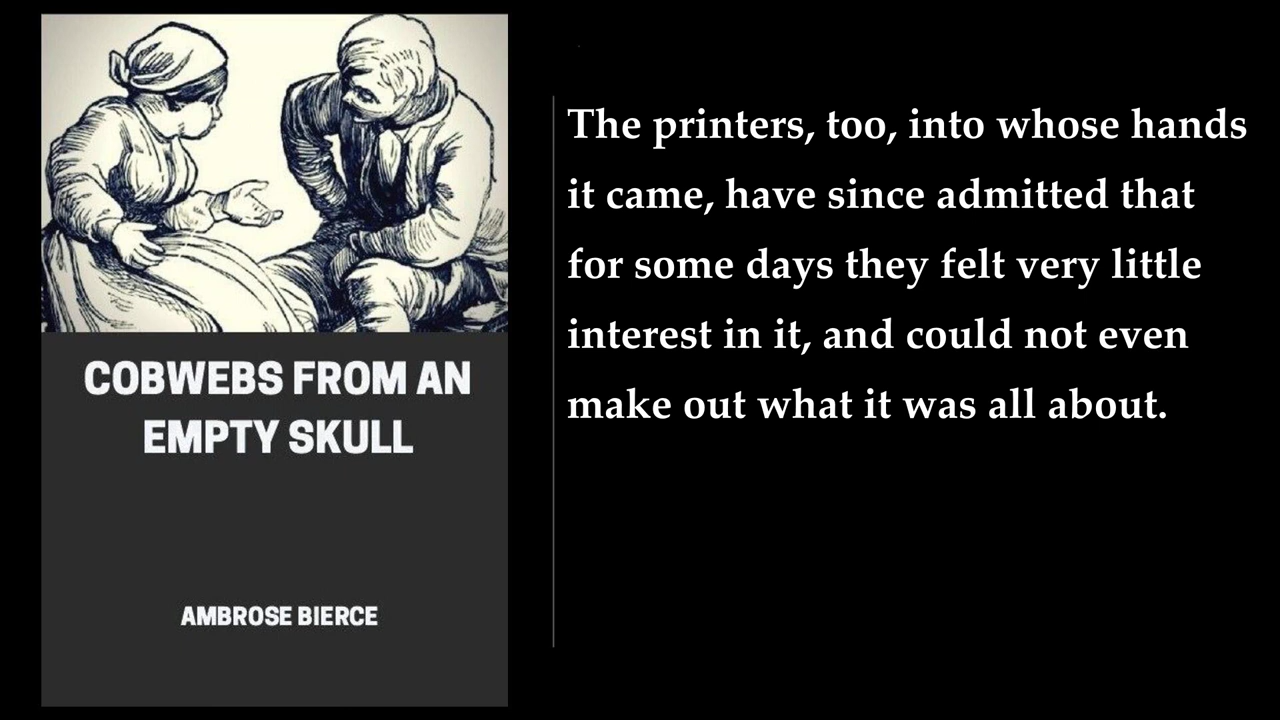 COBWEBS FROM AN
EMPTY SKULL
AMBROSE BIERCE
The printers, too, into whose hands
it came, have since admitted that
for some days they felt very little
interest in it, and could not even
make out what it was all about.